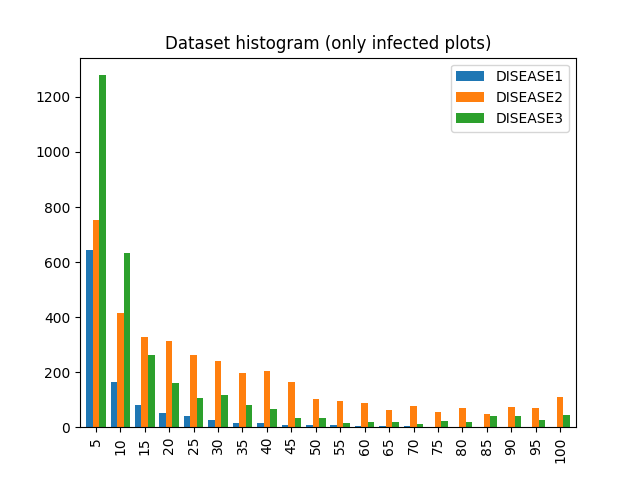 Dataset histogram (only infected plots)
DISEASE1
DISEASE2
DISEASE3
1200
1000
800
600
400
200
0
5 10 15 20 25 30 35 40 45 50 55 60 65 70 75 80 85 90 95 100